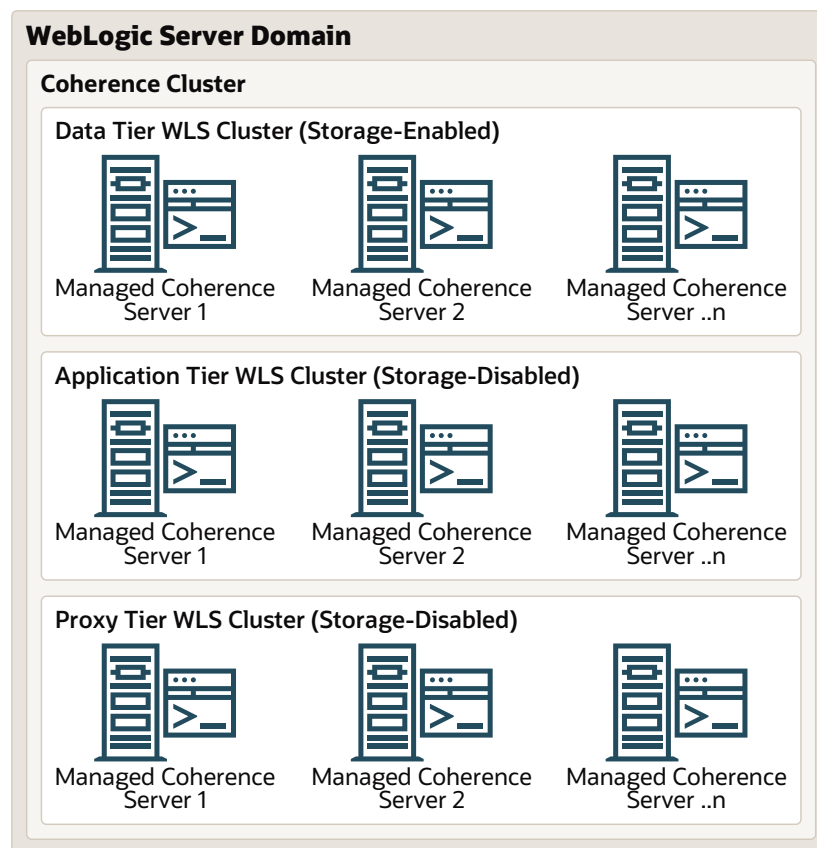 WebLogic Server Domain
Coherence Cluster
Data Tier WLS Cluster (Storage-Enabled)
Managed Coherence Server 1
Managed Coherence Server 2
Managed Coherence Server ..n
Application Tier WLS Cluster (Storage-Disabled)
Managed Coherence Server 1
Managed Coherence Server 2
Managed Coherence Server ..n
Proxy Tier WLS Cluster (Storage-Disabled)
Managed Coherence Server 1
Managed Coherence Server 2
Managed Coherence Server ..n